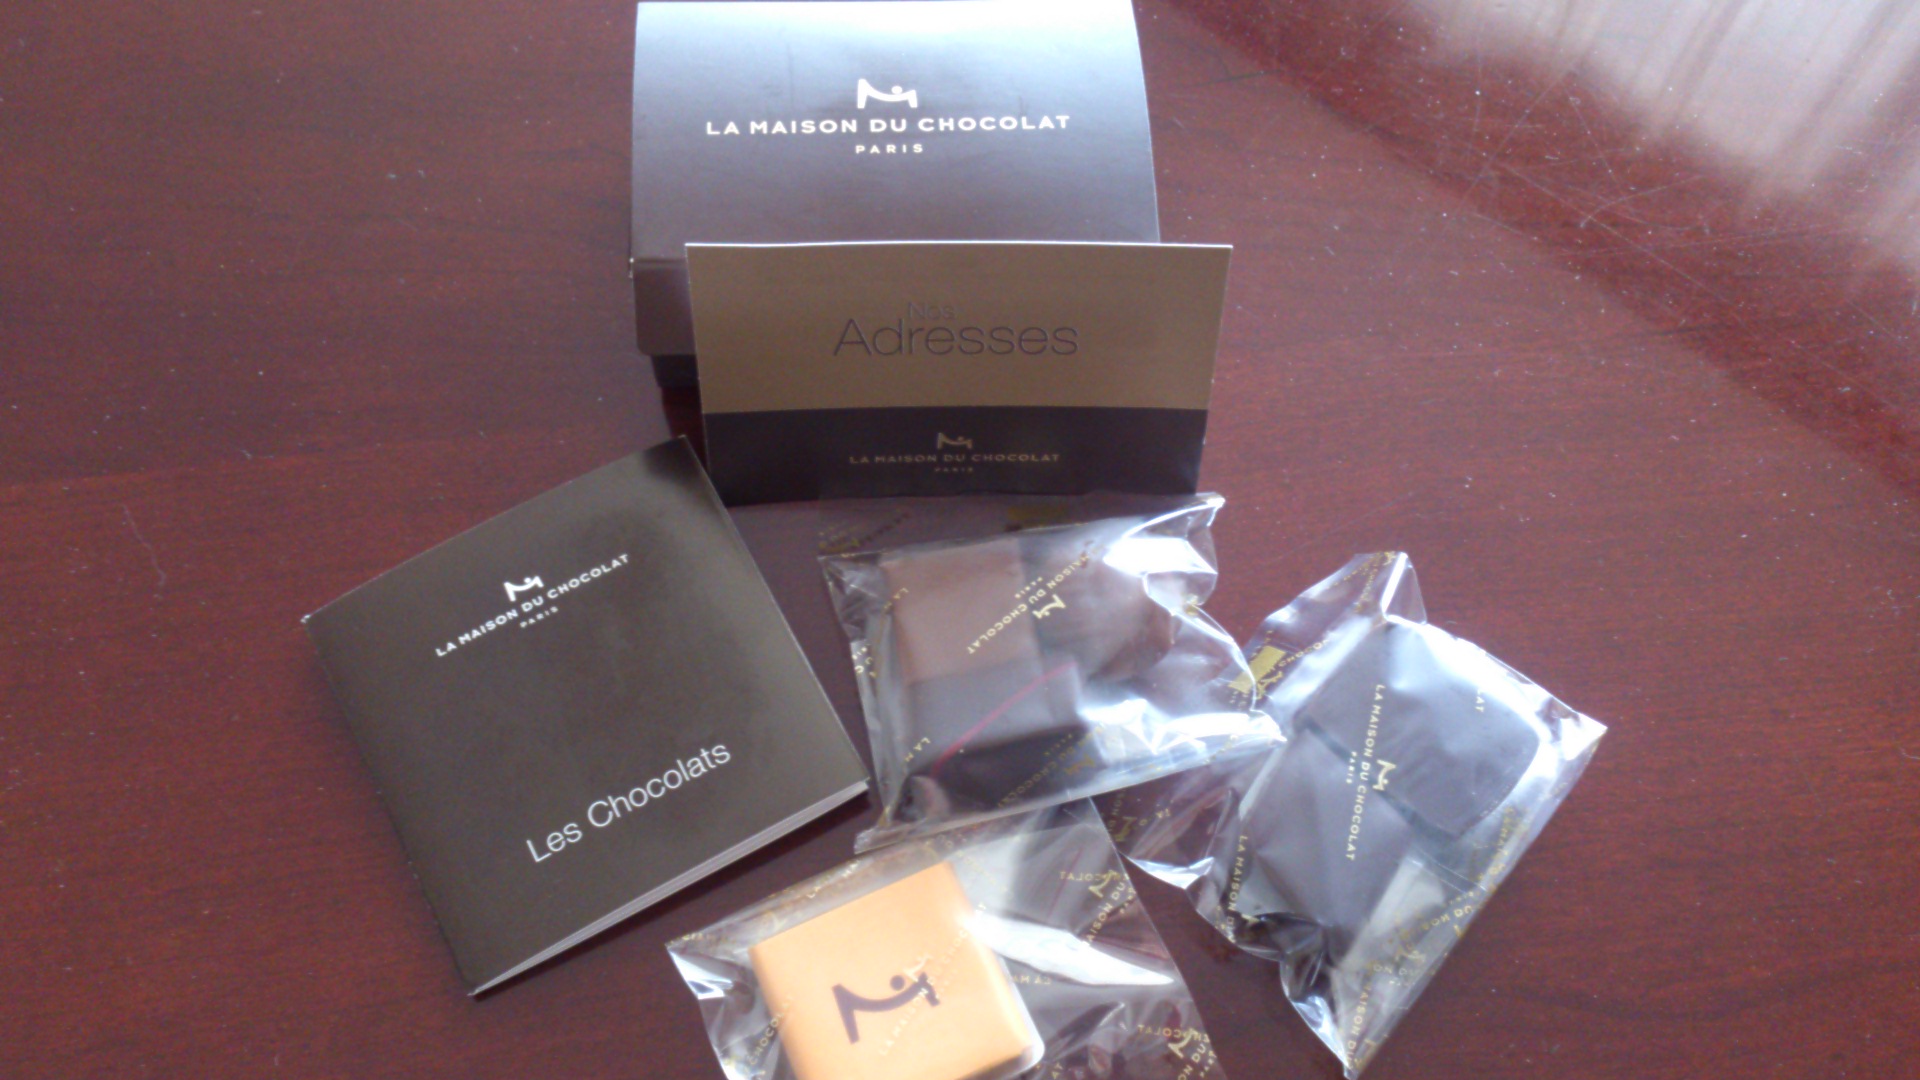 LA MAISON DU CHOCOLAT
PARIS
Nos
Adresses
LA MAISON DU CHOCOLAT
PARIS
LA MAISON DU CHOCOLAT
PARIS
Les Chocolats
LA MAISON DU CHOCOLAT
PARIS
LA MAISON DU CHOCOLAT
PARIS